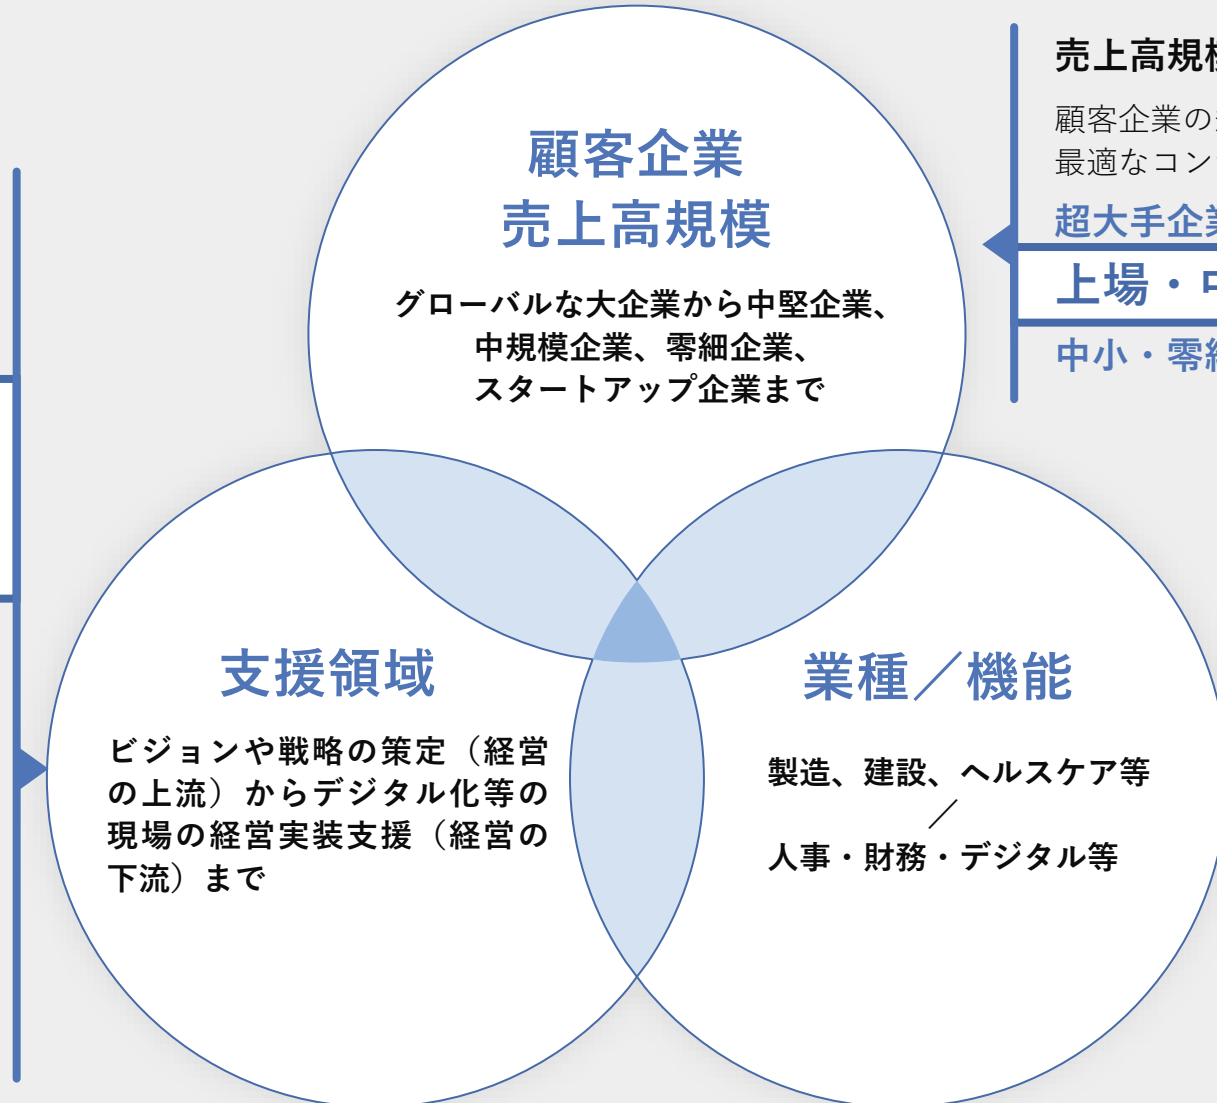 顧客企業
売上高規模
グローバルな大企業から中堅企業、
中規模企業、零細企業、
スタートアップ企業まで
支援領域
ビジョンや戦略の策定（経営
の上流）からデジタル化等の
現場の経営実装支援（経営の
下流）まで
業種／機能
製造、建設、ヘルスケア等
／
人事・財務・デジタル等
売上高規
顧客企業の
最適なコン
超大手企
上場・中
中小・零